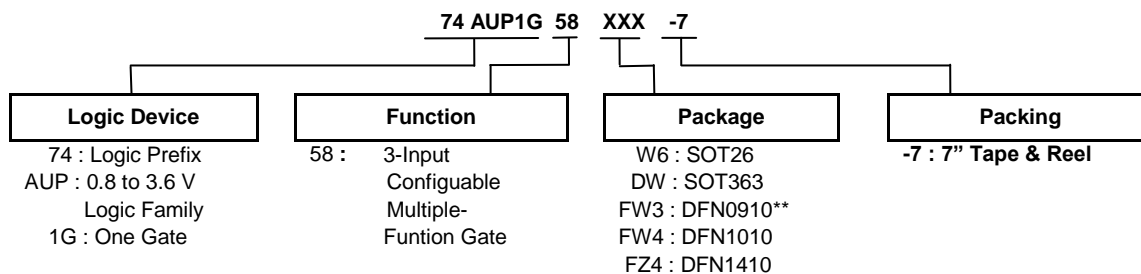 74 AUP1G 58 XXX -7
Logic Device Function Package Packing
74 : Logic Prefix 58 : 3-Input W6 : SOT26 -7 : 7” Tape & Reel
AUP : 0.8 to 3.6 V Configuable DW : SOT363
Logic Family Multiple- FW3 : DFN0910**
1G : One Gate Funtion Gate FW4 : DFN1010
FZ4 : DFN1410